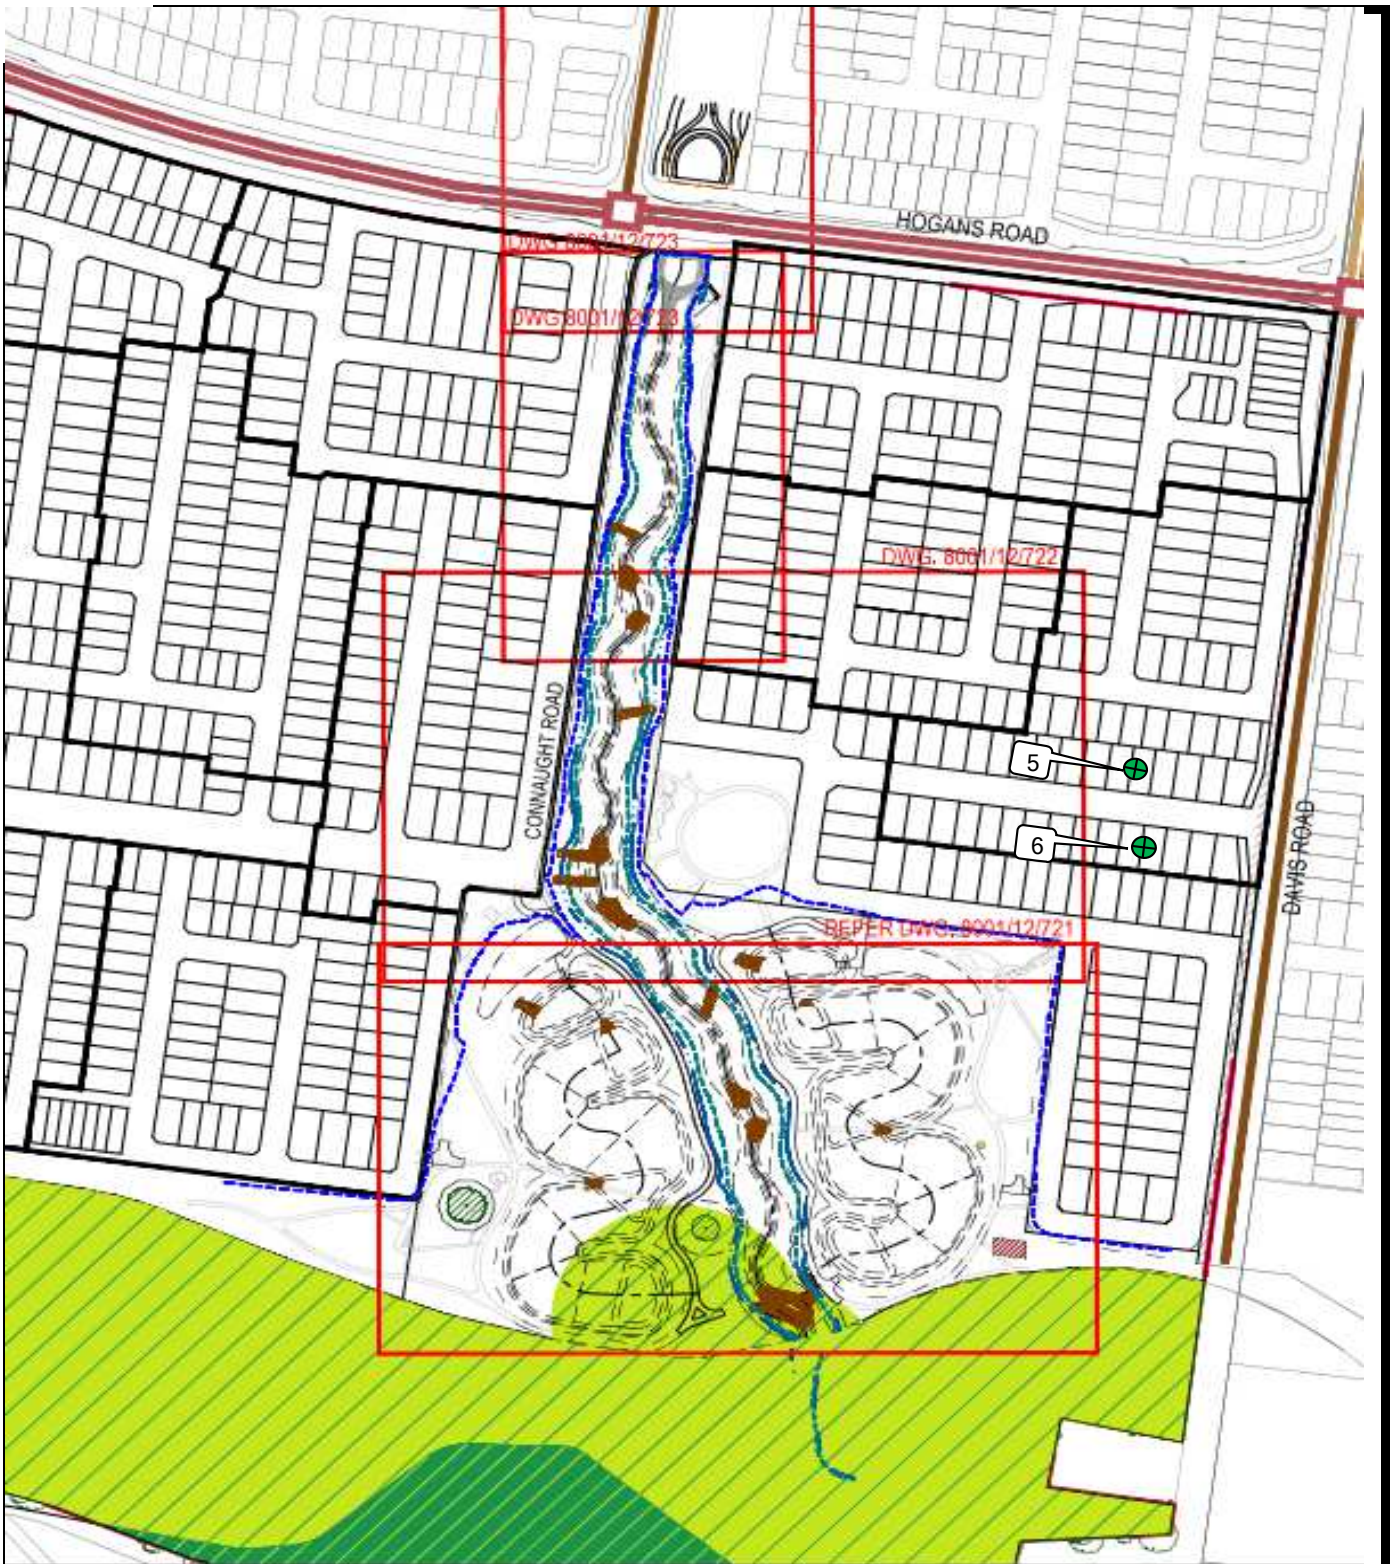 HOGANS ROAD
DWG 8001/12/723
DWG 8001/12/723
DWG. 8001/12/722
CONNAUGHT ROAD
5
6
DAVIS ROAD
REFER DWG. 8001/12/721